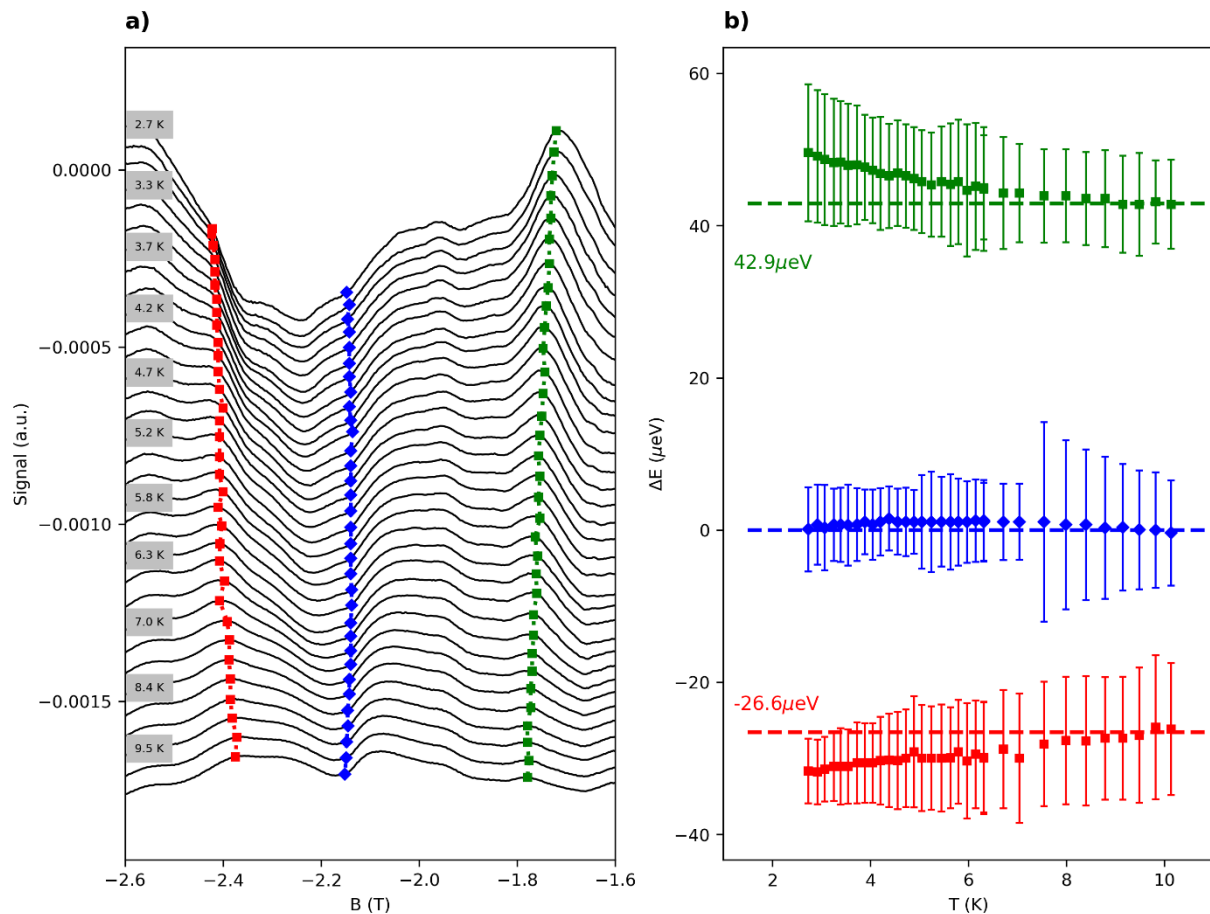 a)
Signal (a.u.)
0.0000
−0.0005
−0.0010
−0.0015
2.7 K
3.3 K
3.7 K
4.2 K
4.7 K
5.2 K
5.8 K
6.3 K
7.0 K
8.4 K
9.5 K
−2.6 −2.4 −2.2 −2.0 −1.8 −1.6
B (T)
b)
ΔE (μeV)
60
40
20
0
−20
−40
42.9μeV
-26.6μeV
2 4 6 8 10
T (K)